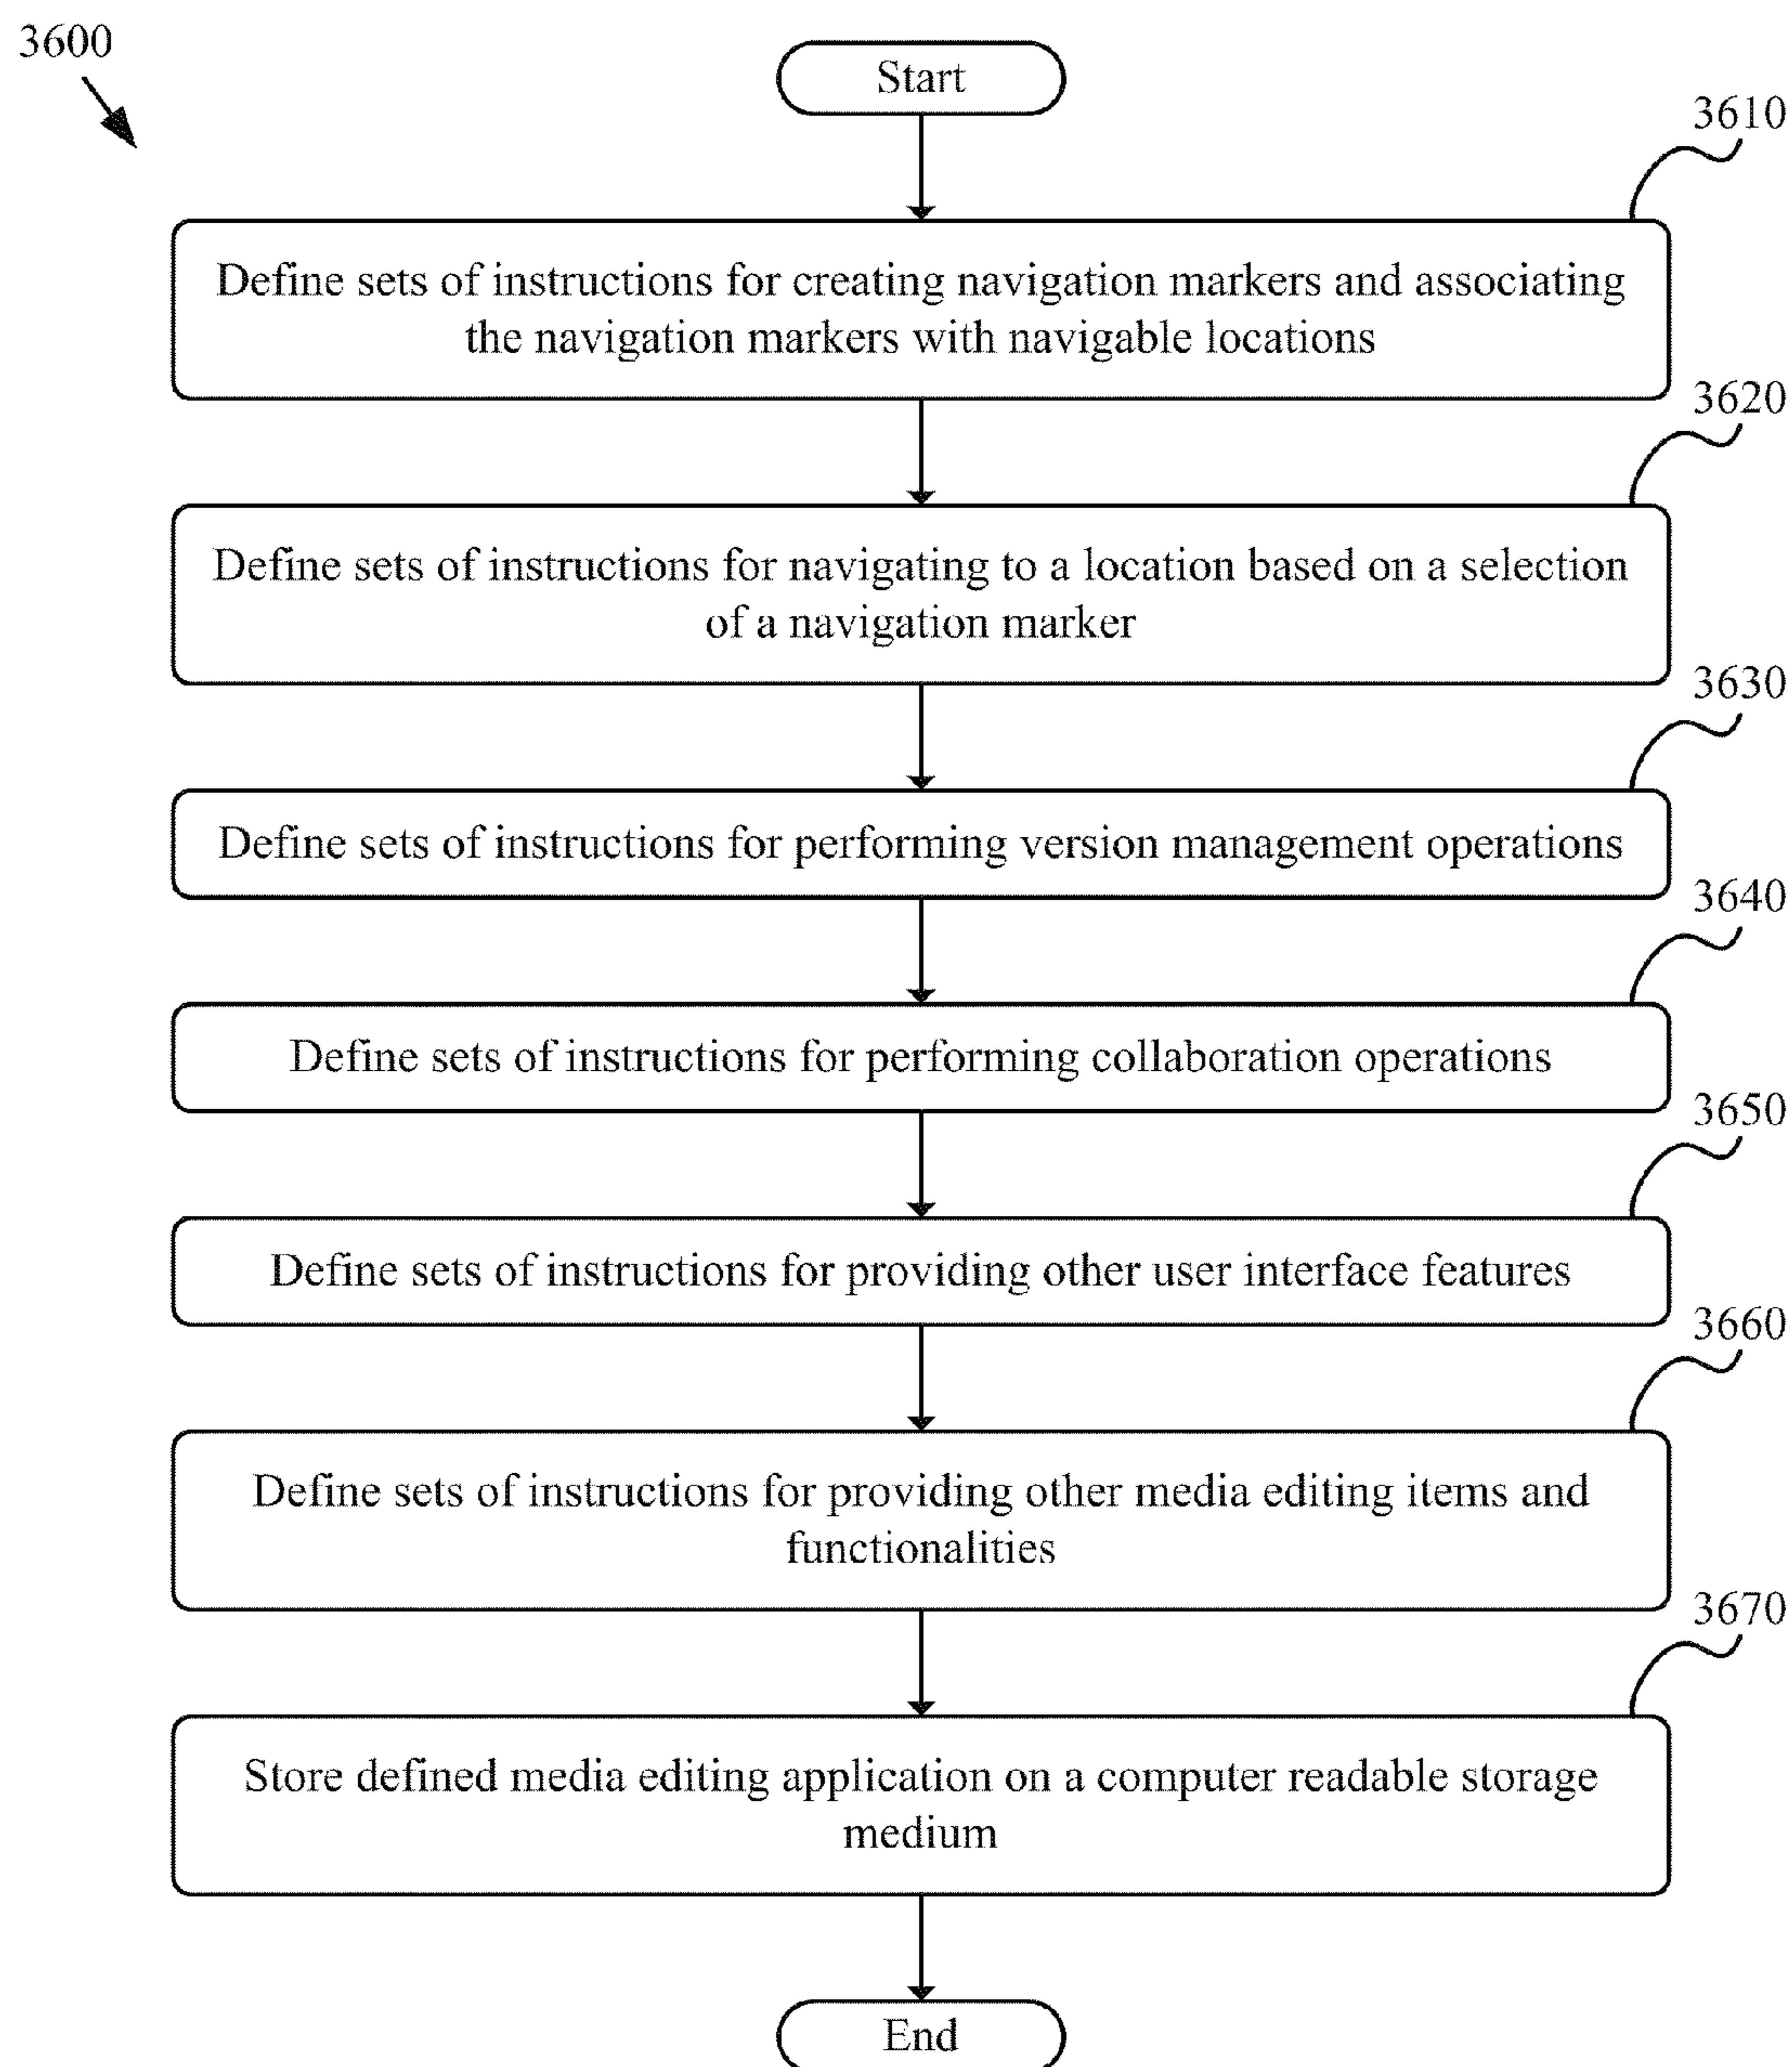 3600
Start
3610
Define sets of instructions for creating navigation markers and associating
the navigation markers with navigable locations
3620
Define sets of instructions for navigating to a location based on a selection
of a navigation marker
3630
Define sets of instructions for performing version management operations
3640
Define sets of instructions for performing collaboration operations
3650
Define sets of instructions for providing other user interface features
3660
Define sets of instructions for providing other media editing items and
functionalities
3670
Store defined media editing application on a computer readable storage
medium
End